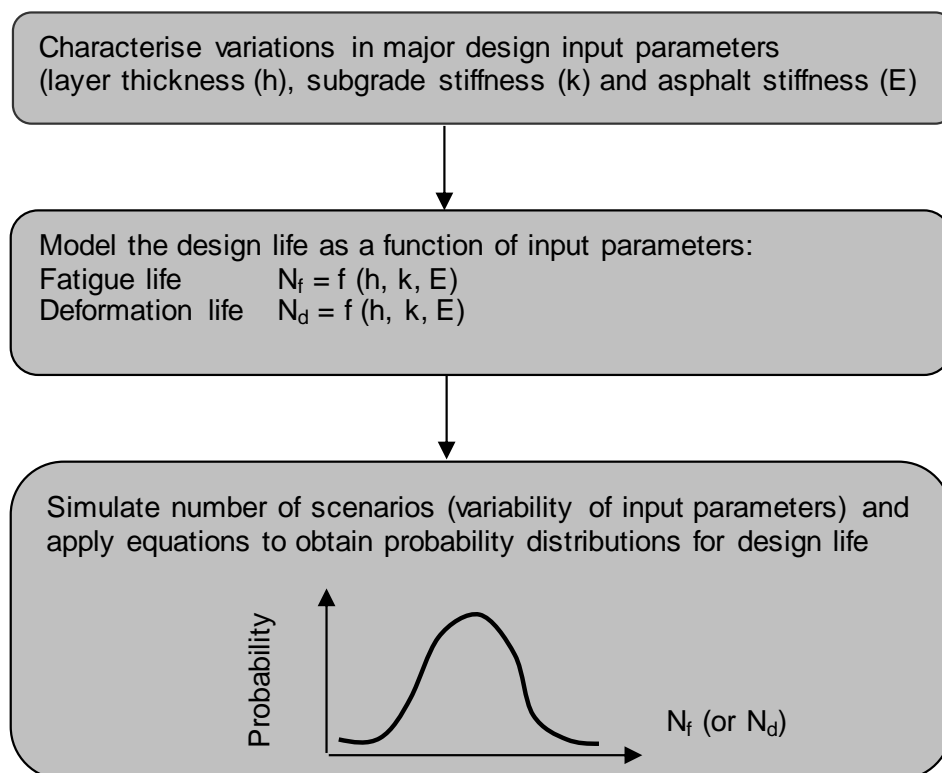 Characterise variations in major design input parameters
(layer thickness (h), subgrade stiffness (k) and asphalt stiffness (E)
Model the design life as a function of input parameters:
Fatigue life N_f = f (h, k, E)
Deformation life N_d = f (h, k, E)
Simulate number of scenarios (variability of input parameters) and
apply equations to obtain probability distributions for design life
Probability
N_f (or N_d)